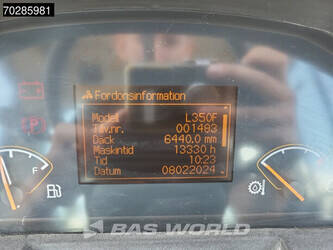 70285981
Fordonsinformation
Modell L350F
Tillv.nr. 001483
Däck 6440.0 mm
Maskintid 13330 h
Tid 10:23
Datum 08022024
F
P
BAS WORLD